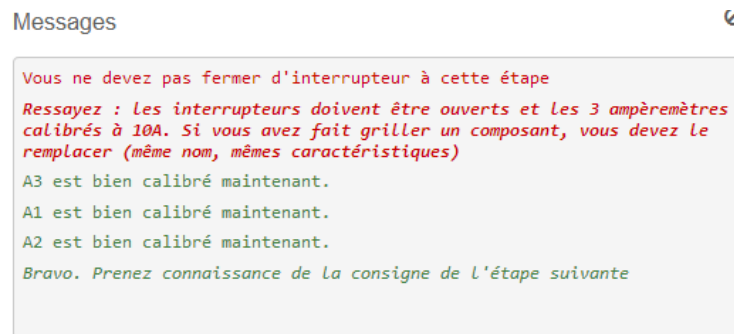 Messages
Vous ne devez pas fermer d'interrupteur à cette étape
Ressayez : les interrupteurs doivent être ouverts et les 3 ampèremètres
calibrés à 10A. Si vous avez fait griller un composant, vous devez le
remplacer (même nom, mêmes caractéristiques)
A3 est bien calibré maintenant.
A1 est bien calibré maintenant.
A2 est bien calibré maintenant.
Bravo. Prenez connaissance de la consigne de l'étape suivante